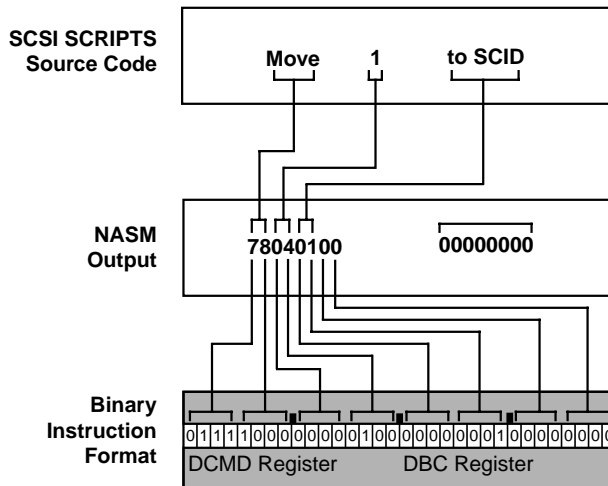 SCSI SCRIPTS
Source Code
Move 1 to SCID
NASM
Output
78040100 00000000
Binary
Instruction
Format
01111000000001000000000100000000
DCMD Register DBC Register